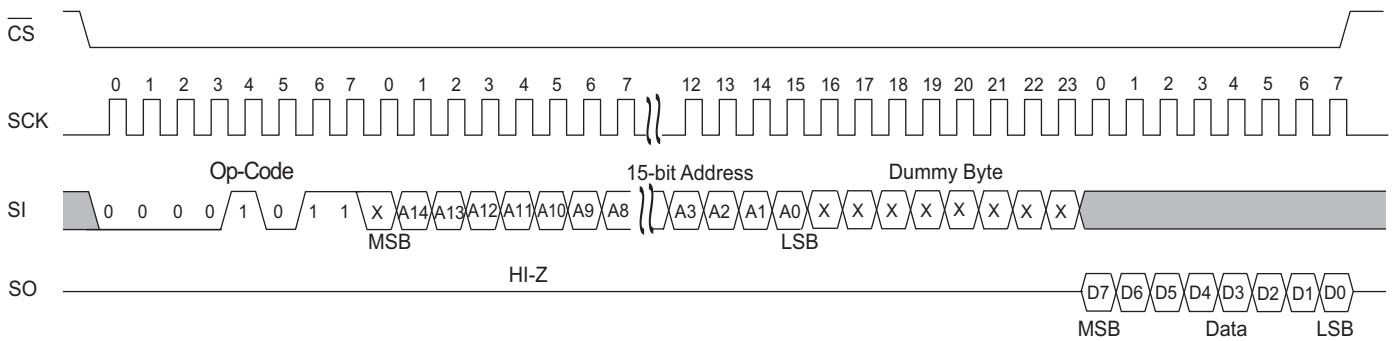 CS
0 1 2 3 4 5 6 7 0 1 2 3 4 5 6 7 12 13 14 15 16 17 18 19 20 21 22 23 0 1 2 3 4 5 6 7
SCK
Op-Code 15-bit Address Dummy Byte
SI 0 0 0 0 1 0 1 1 X A14 A13 A12 A11 A10 A9 A8 A3 A2 A1 A0 X X X X X X X X
MSB LSB
HI-Z
SO D7 D6 D5 D4 D3 D2 D1 D0
MSB Data LSB